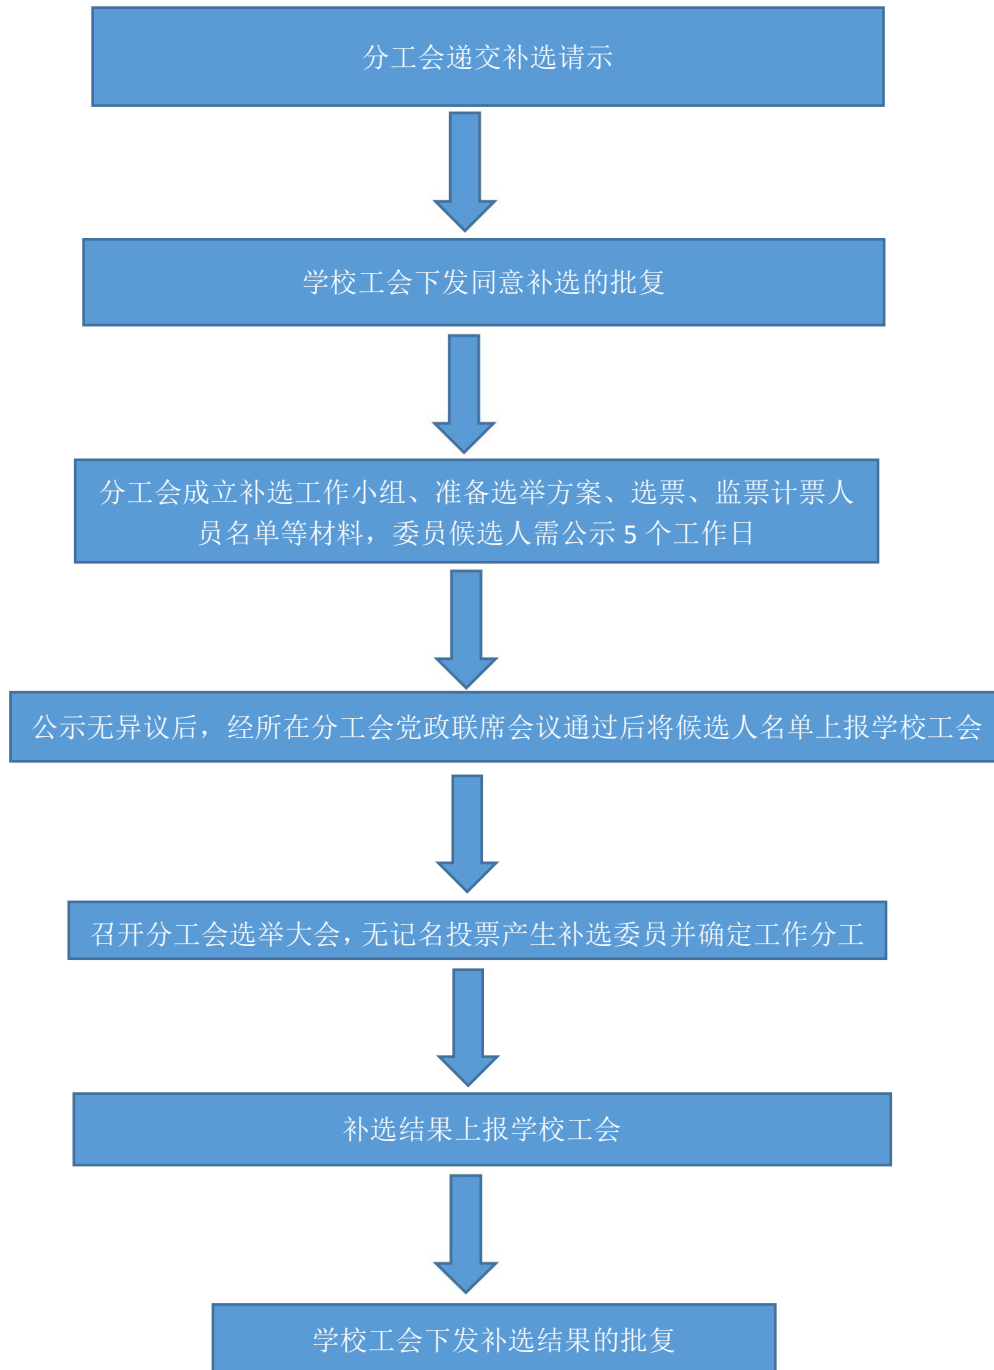 分工会递交补选请示
学校工会下发同意补选的批复
分工会成立补选工作小组、准备选举方案、选票、监票计票人
员名单等材料，委员候选人需公示 5 个工作日
公示无异议后，经所在分工会党政联席会议通过后将候选人名单上报学校工会
召开分工会选举大会，无记名投票产生补选委员并确定工作分工
补选结果上报学校工会
学校工会下发补选结果的批复